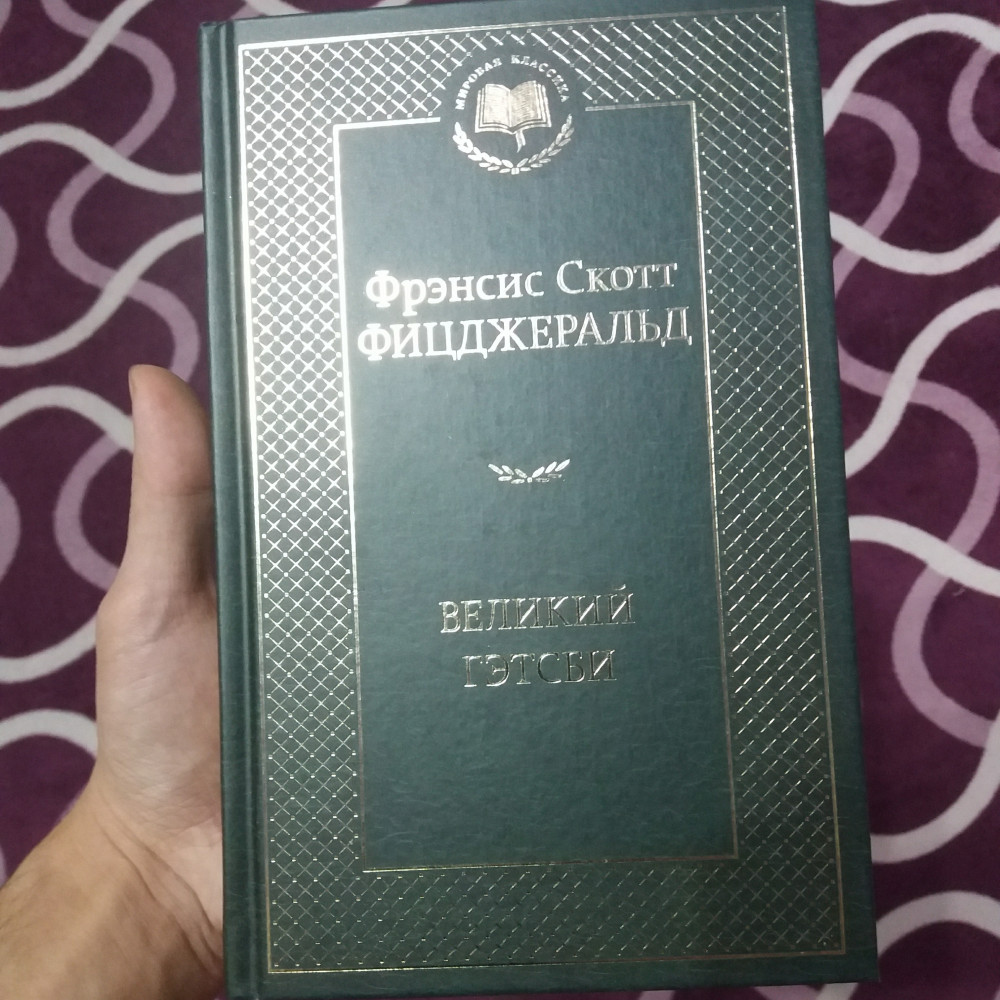 МИРОВАЯ КЛАССИКА
Фрэнсис Скотт
ФИЦДЖЕРАЛЬД
ВЕЛИКИЙ
ГЭТСБИ